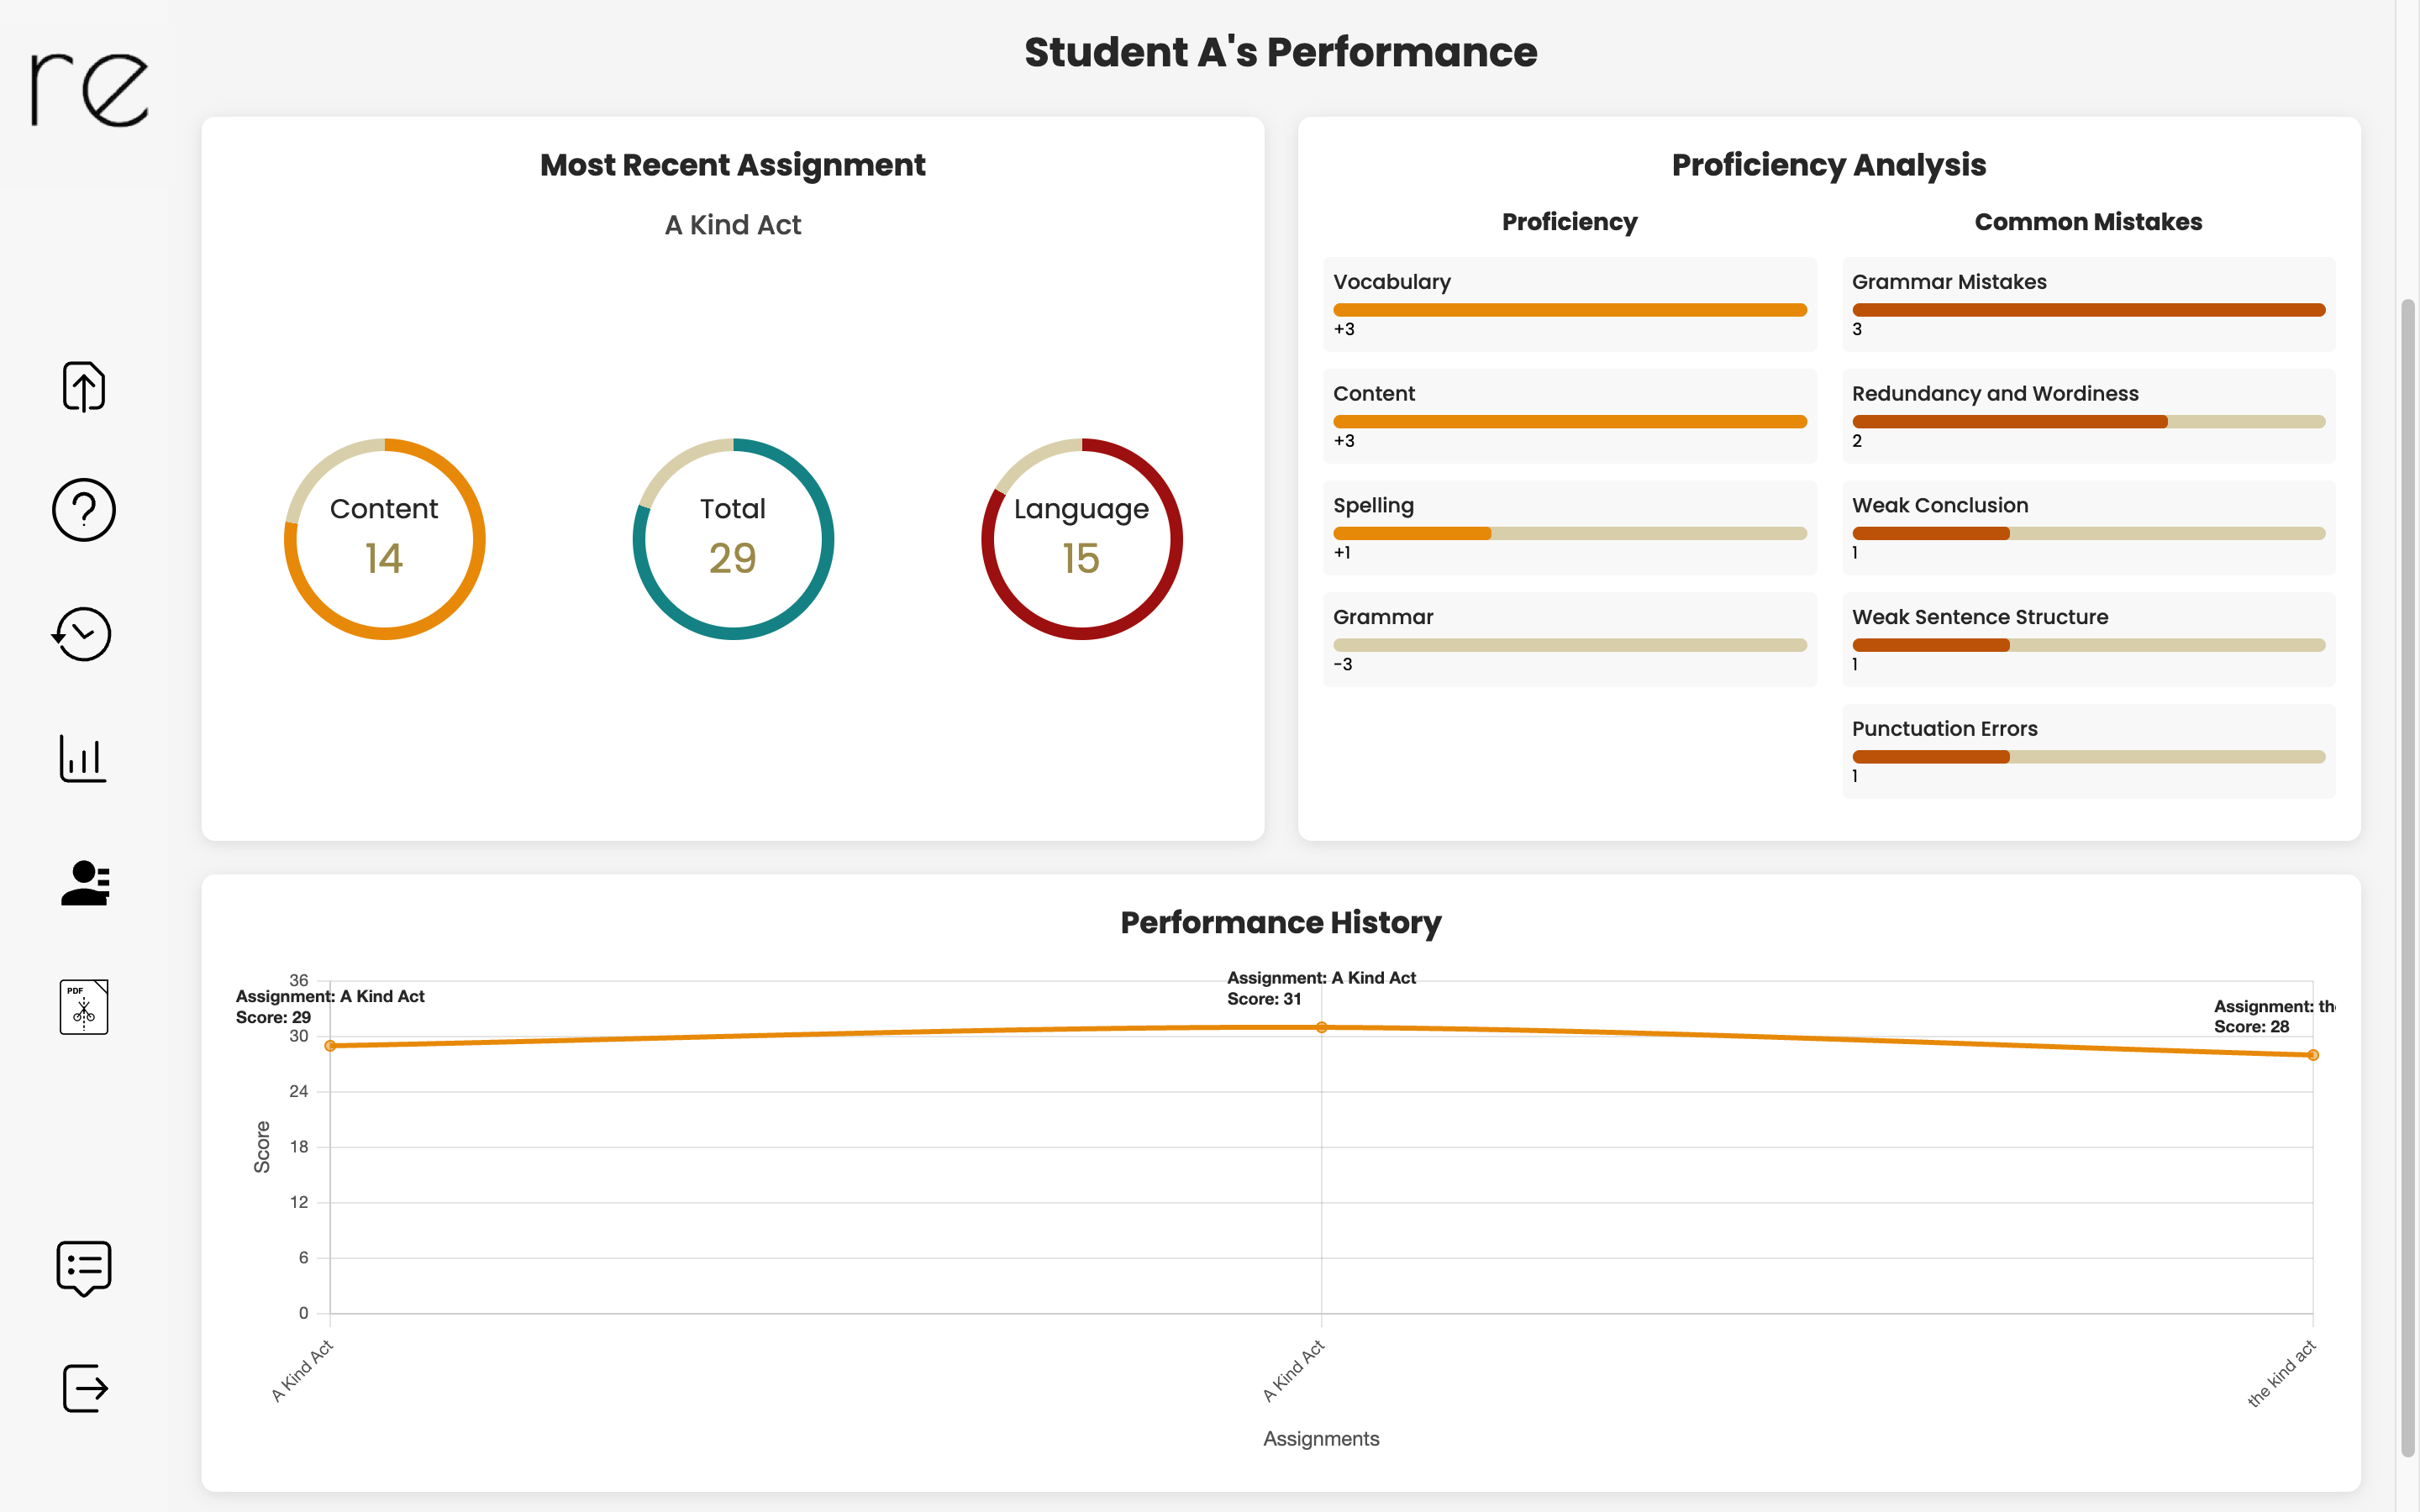 re
Student A's Performance
Most Recent Assignment
A Kind Act
Content
14
Total
29
Language
15
Proficiency Analysis
Proficiency
Vocabulary
+3
Content
+3
Spelling
+1
Grammar
-3
Common Mistakes
Grammar Mistakes
3
Redundancy and Wordiness
2
Weak Conclusion
1
Weak Sentence Structure
1
Punctuation Errors
1
PDF
Performance History
Assignment: A Kind Act
Score: 29
Assignment: A Kind Act
Score: 31
Assignment: th
Score: 28
36
30
24
18
12
6
0
Score
A Kind Act
A Kind Act
the kind act
Assignments